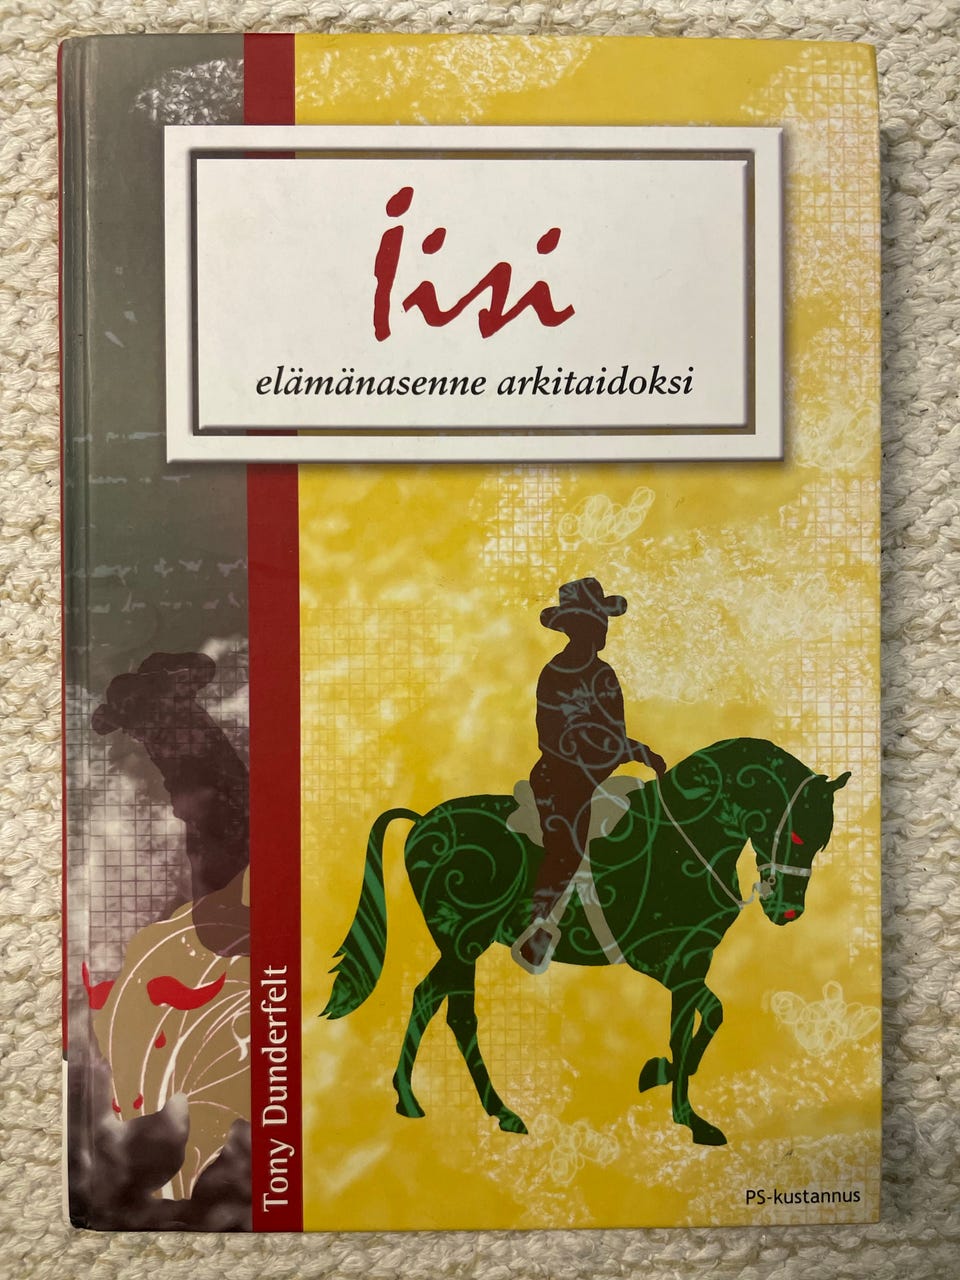 Iisi
elämänasenne arkitaidoksi
Tony Dunderfelt
PS-kustannus